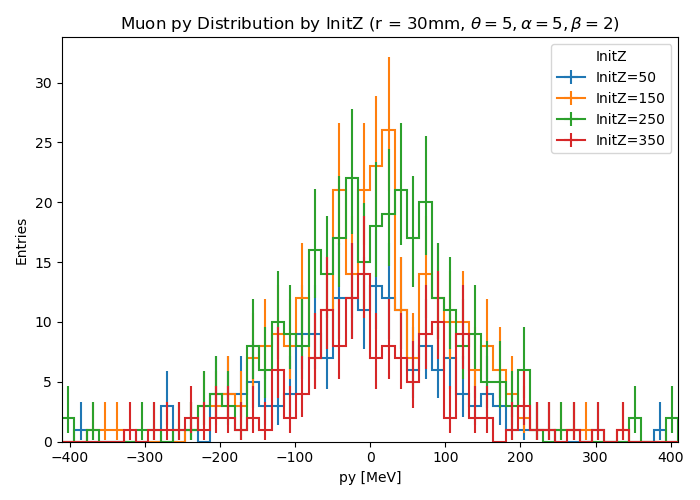 Muon py Distribution by InitZ (r = 30mm, θ = 5, α = 5, β = 2)
InitZ
InitZ=50
InitZ=150
InitZ=250
InitZ=350
Entries
30
25
20
15
10
5
0
−400 −300 −200 −100 0 100 200 300 400
py [MeV]